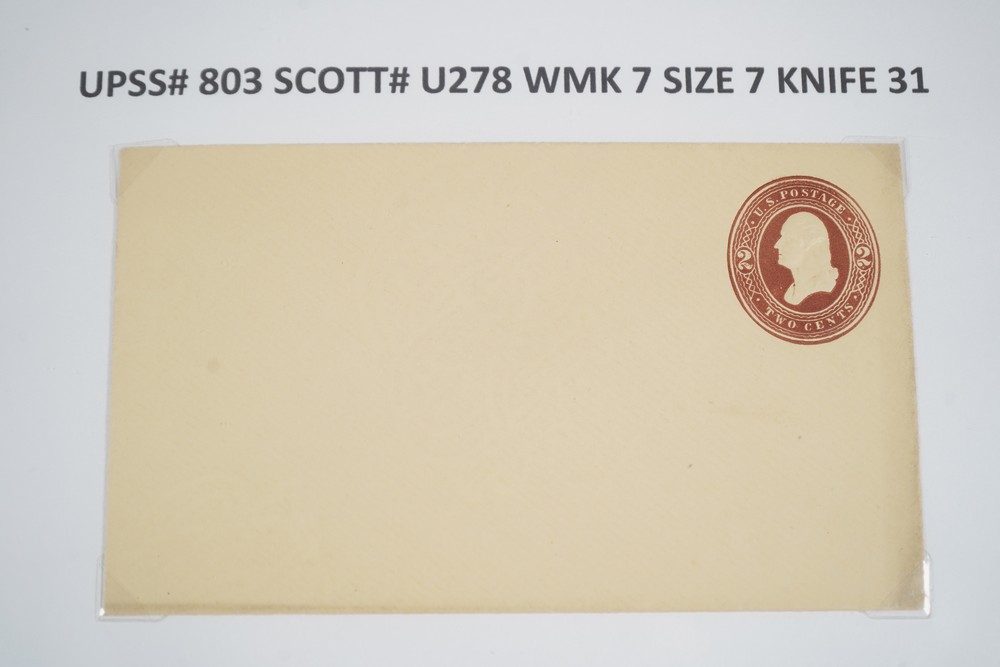 UPSS# 803 SCOTT# U278 WMK 7 SIZE 7 KNIFE 31
U.S. POSTAGE
2 2
TWO CENTS